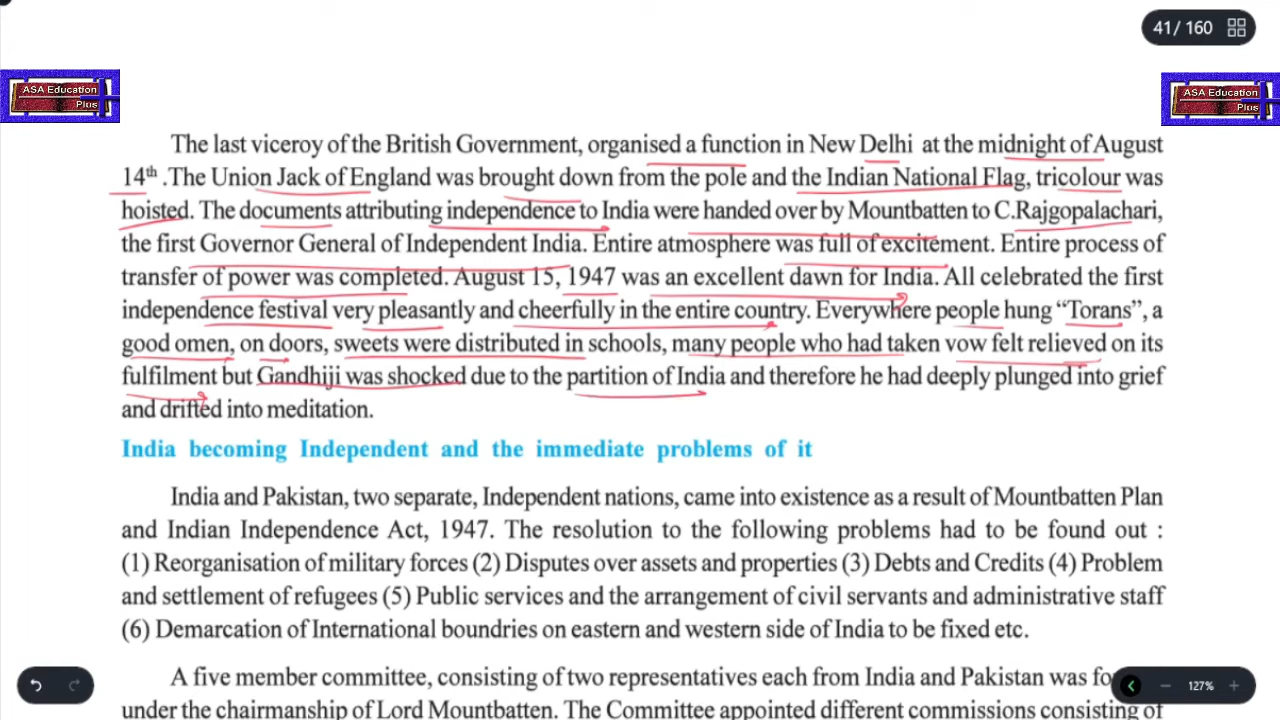 41/ 160
ASA Education
Plus
ASA Education
Plus
The last viceroy of the British Government, organised a function in New Delhi at the midnight of August
14th .The Union Jack of England was brought down from the pole and the Indian National Flag, tricolour was
hoisted. The documents attributing independence to India were handed over by Mountbatten to C.Rajgopalachari,
the first Governor General of Independent India. Entire atmosphere was full of excitement. Entire process of
transfer of power was completed. August 15, 1947 was an excellent dawn for India. All celebrated the first
independence festival very pleasantly and cheerfully in the entire country. Everywhere people hung “Torans”, a
good omen, on doors, sweets were distributed in schools, many people who had taken vow felt relieved on its
fulfilment but Gandhiji was shocked due to the partition of India and therefore he had deeply plunged into grief
and drifted into meditation.
India becoming Independent and the immediate problems of it
India and Pakistan, two separate, Independent nations, came into existence as a result of Mountbatten Plan
and Indian Independence Act, 1947. The resolution to the following problems had to be found out :
(1) Reorganisation of military forces (2) Disputes over assets and properties (3) Debts and Credits (4) Problem
and settlement of refugees (5) Public services and the arrangement of civil servants and administrative staff
(6) Demarcation of International boundries on eastern and western side of India to be fixed etc.
A five member committee, consisting of two representatives each from India and Pakistan was
under the chairmanship of Lord Mountbatten. The Committee appointed different commissions consisting of
127%